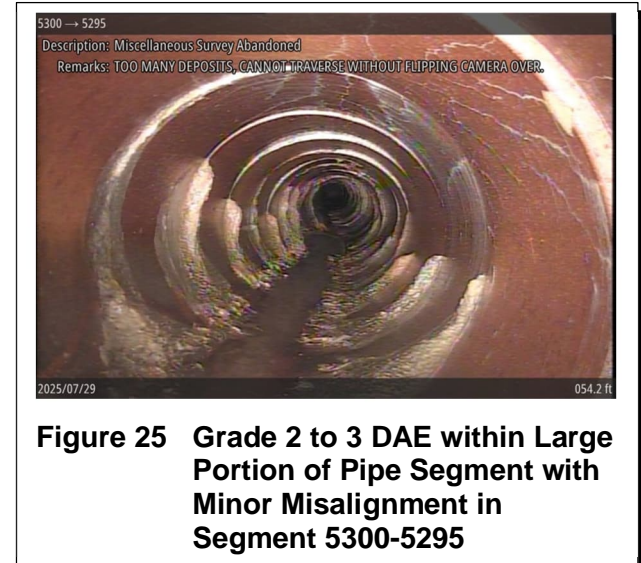 5300 → 5295
Description: Miscellaneous Survey Abandoned
Remarks: TOO MANY DEPOSITS, CANNOT TRAVERSE WITHOUT FLIPPING CAMERA OVER.
2025/07/29
054.2 ft
Figure 25 Grade 2 to 3 DAE within Large
Portion of Pipe Segment with
Minor Misalignment in
Segment 5300-5295